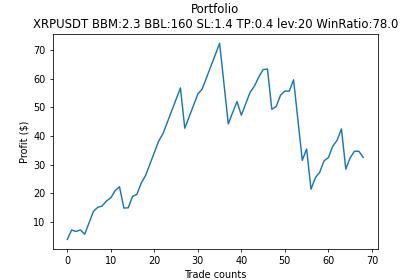 Portfolio
XRPUSDT BBM:2.3 BBL:160 SL:1.4 TP:0.4 lev:20 WinRatio:78.0
Profit ($)
70
60
50
40
30
20
10
0 10 20 30 40 50 60 70
Trade counts